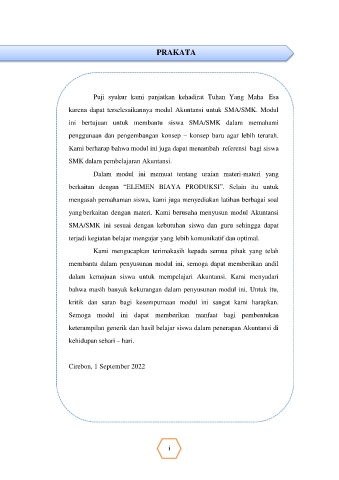 PRAKATA
Puji syukur kami panjatkan kehadirat Tuhan Yang Maha Esa
karena dapat terselesaikannya modul Akuntansi untuk SMA/SMK. Modul
ini bertujuan untuk membantu siswa SMA/SMK dalam memahami
penggunaan dan pengembangan konsep – konsep baru agar lebih terarah.
Kami berharap bahwa modul ini juga dapat menambah referensi bagi siswa
SMK dalam pembelajaran Akuntansi.
Dalam modul ini memuat tentang uraian materi-materi yang
berkaitan dengan “ELEMEN BIAYA PRODUKSI”. Selain itu untuk
mengasah pemahaman siswa, kami juga menyediakan latihan berbagai soal
yang berkaitan dengan materi. Kami berusaha menyusun modul Akuntansi
SMA/SMK ini sesuai dengan kebutuhan siswa dan guru sehingga dapat
terjadi kegiatan belajar mengajar yang lebih komunikatif dan optimal.
Kami mengucapkan terimakasih kepada semua pihak yang telah
membantu dalam penyusunan modul ini, semoga dapat memberikan andil
dalam kemajuan siswa untuk mempelajari Akuntansi. Kami menyadari
bahwa masih banyak kekurangan dalam penyusunan modul ini. Untuk itu,
kritik dan saran bagi kesempurnaan modul ini sangat kami harapkan.
Semoga modul ini dapat memberikan manfaat bagi pembentukan
keterampilan generik dan hasil belajar siswa dalam penerapan Akuntansi di
kehidupan sehari – hari.
Cirebon, 1 September 2022
i